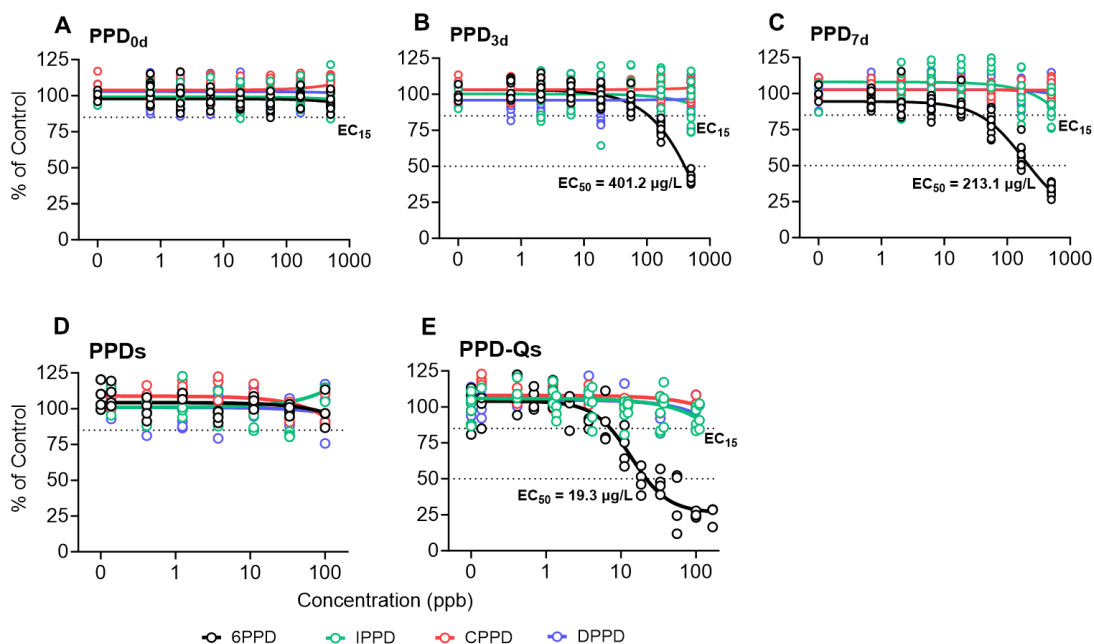 A
PPD0d
125
100
75
50
25
0
EC15
0
1
10
100
1000
B
PPD3d
125
100
75
50
25
0
EC15
EC50 = 401.2 µg/L
0
1
10
100
1000
C
PPD7d
125
100
75
50
25
0
EC15
EC50 = 213.1 µg/L
0
1
10
100
1000
% of Control
D
PPDs
125
100
75
50
25
0
0
1
10
100
E
PPD-Qs
125
100
75
50
25
0
EC15
EC50 = 19.3 µg/L
0
1
10
100
% of Control
Concentration (ppb)
6PPD IPPD CPPD DPPD